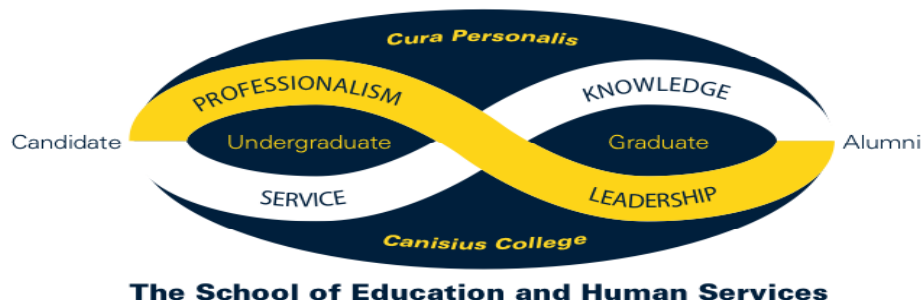 Cura Personalis
PROFESSIONALISM
KNOWLEDGE
Candidate
Undergraduate
Graduate
Alumni
SERVICE
LEADERSHIP
Canisius College
The School of Education and Human Services